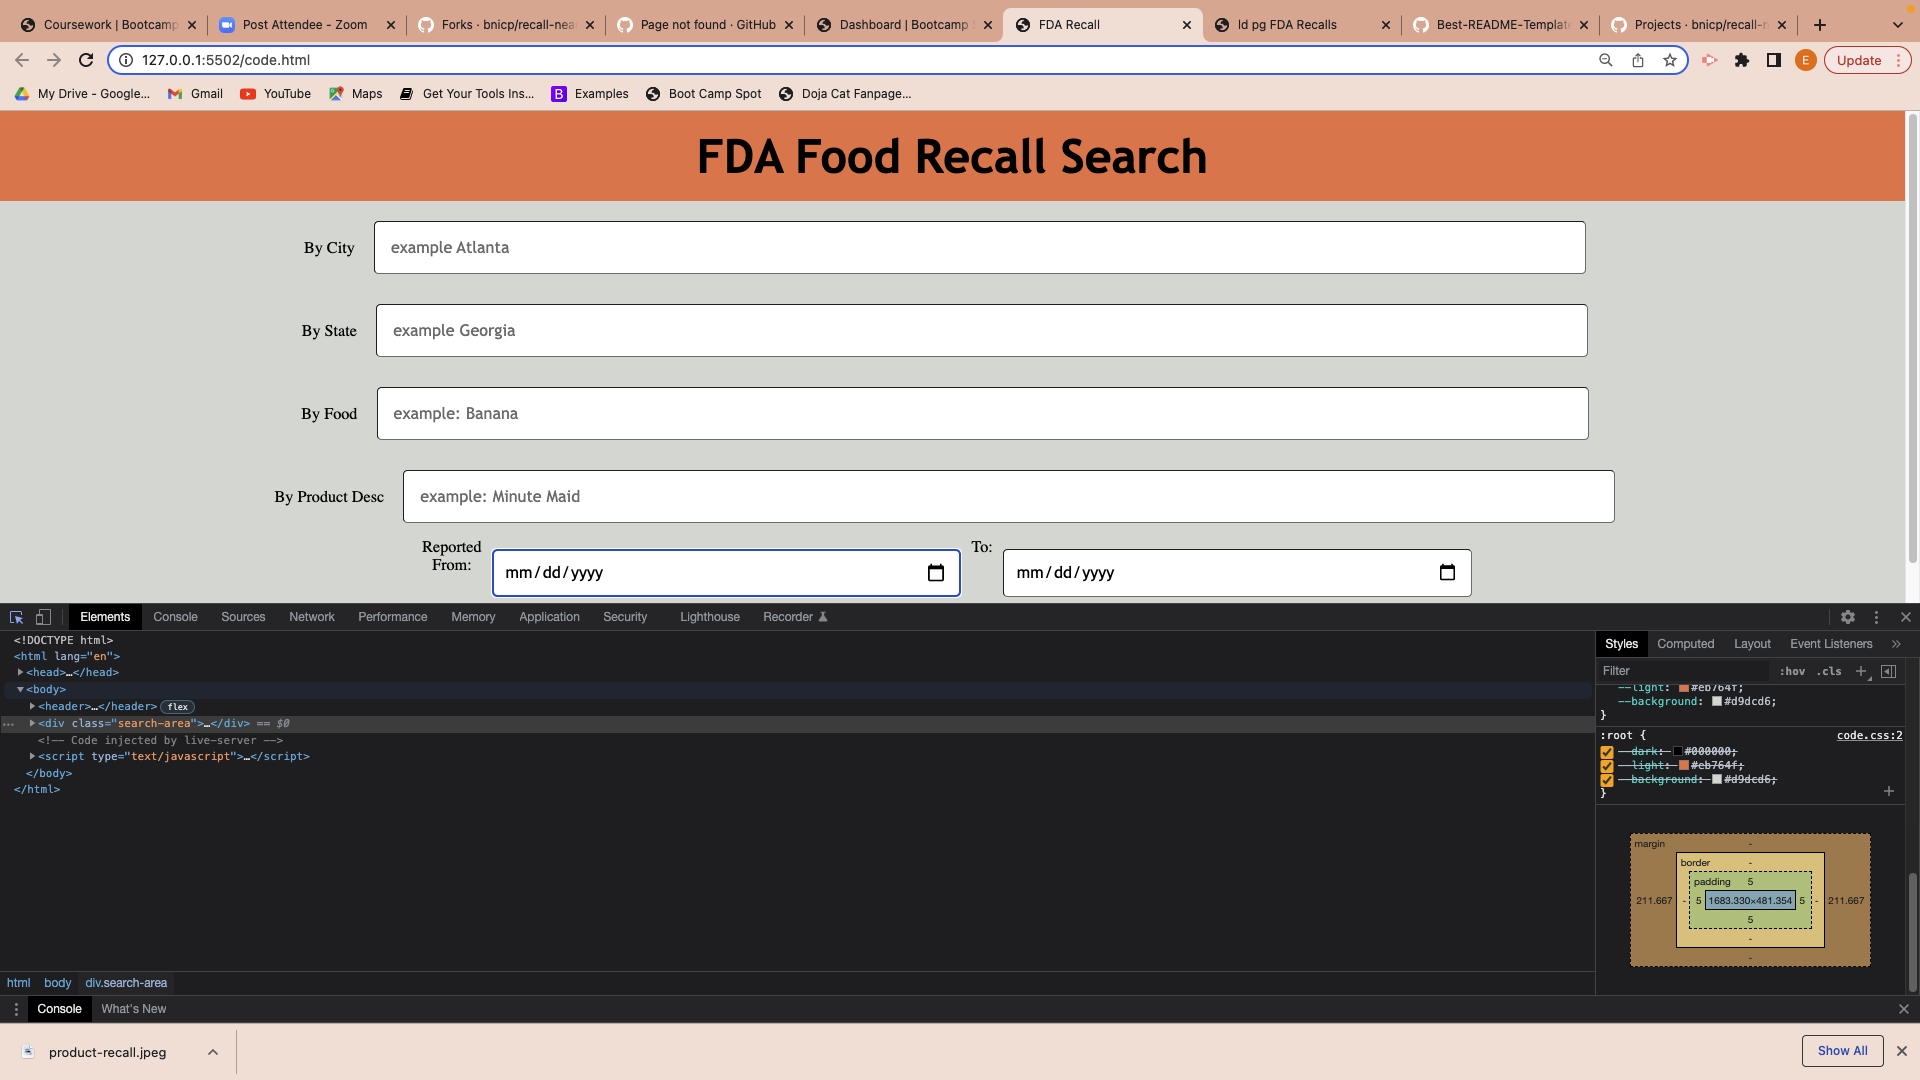 Coursework | Bootcamp
Post Attendee - Zoom
Forks · bnicp/recall-nea
Page not found · GitHub
Dashboard | Bootcamp S
FDA Recall
ld pg FDA Recalls
Best-README-Template
Projects · bnicp/recall-n
127.0.0.1:5502/code.html
E
Update
My Drive - Google...
Gmail
YouTube
Maps
Get Your Tools Ins...
B
Examples
Boot Camp Spot
Doja Cat Fanpage...
FDA Food Recall Search
By City
example Atlanta
By State
example Georgia
By Food
example: Banana
By Product Desc
example: Minute Maid
Reported
From:
mm/dd/yyyy
To:
mm/dd/yyyy
Elements
Console
Sources
Network
Performance
Memory
Application
Security
Lighthouse
Recorder
<!DOCTYPE html>
<html lang="en">
<head>…</head>
<body>
<header>…</header> flex
<div class="search-area">…</div> == $0
<!-- Code injected by live-server -->
<script type="text/javascript">…</script>
</body>
</html>
Styles
Computed
Layout
Event Listeners
»
Filter
:hov
.cls
--light: #eb764f;
--background: #d9dcd6;
}
:root {
code.css:2
--dark: #000000;
--light: #eb764f;
--background: #d9dcd6;
}
margin
-
border
-
padding
5
211.667
-
5
1683.330×481.354
5
-
211.667
5
-
-
html
body
div.search-area
Console
What's New
product-recall.jpeg
Show All